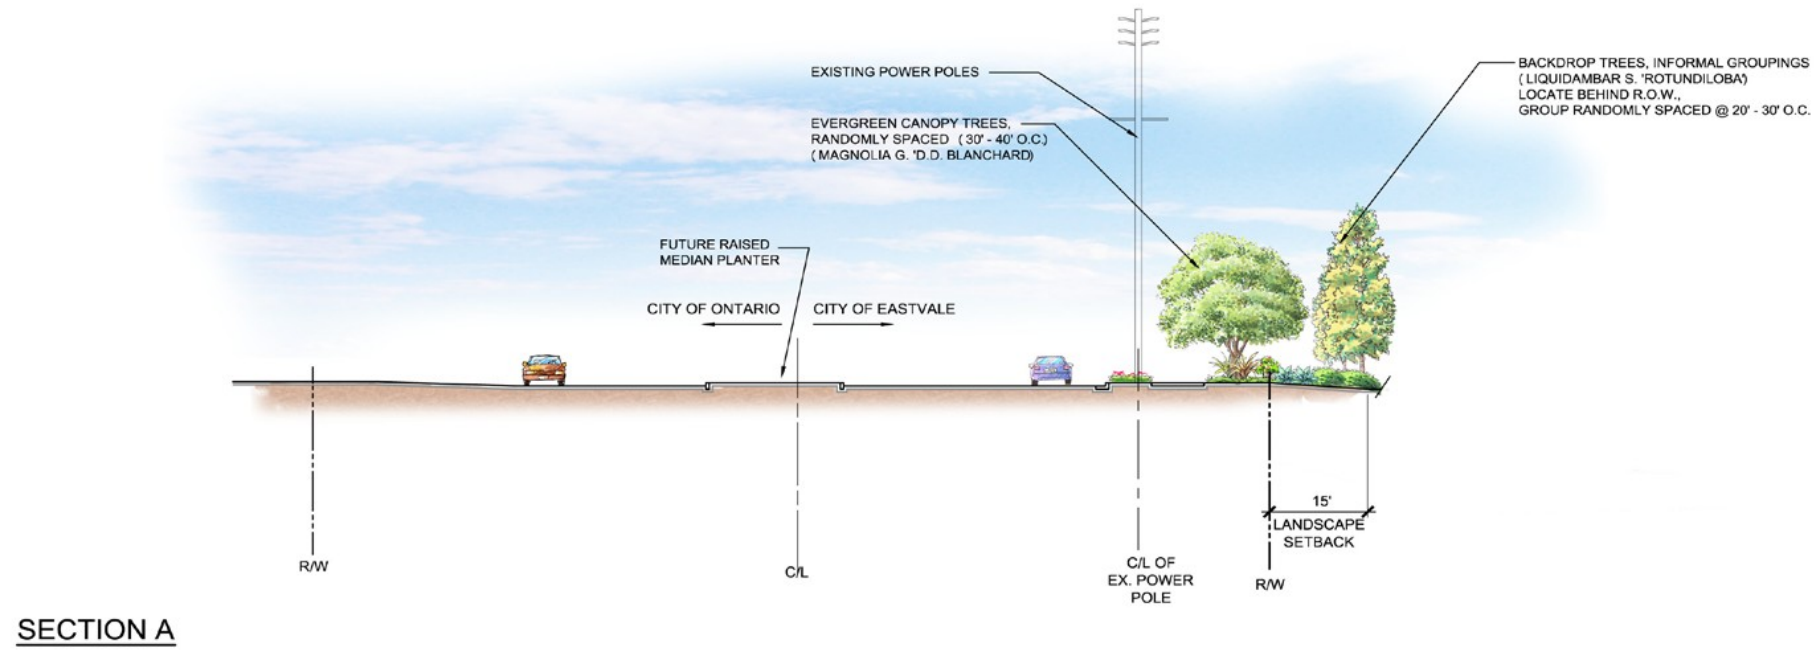 EXISTING POWER POLES
BACKDROP TREES, INFORMAL GROUPINGS
( LIQUIDAMBAR S. 'ROTUNDILOBA')
LOCATE BEHIND R.O.W.,
GROUP RANDOMLY SPACED @ 20' - 30' O.C.
EVERGREEN CANOPY TREES,
RANDOMLY SPACED ( 30' - 40' O.C.)
( MAGNOLIA G. 'D.D. BLANCHARD)
FUTURE RAISED
MEDIAN PLANTER
CITY OF ONTARIO
CITY OF EASTVALE
15'
LANDSCAPE
SETBACK
R/W
C/L
C/L OF
EX. POWER
POLE
R/W
SECTION A